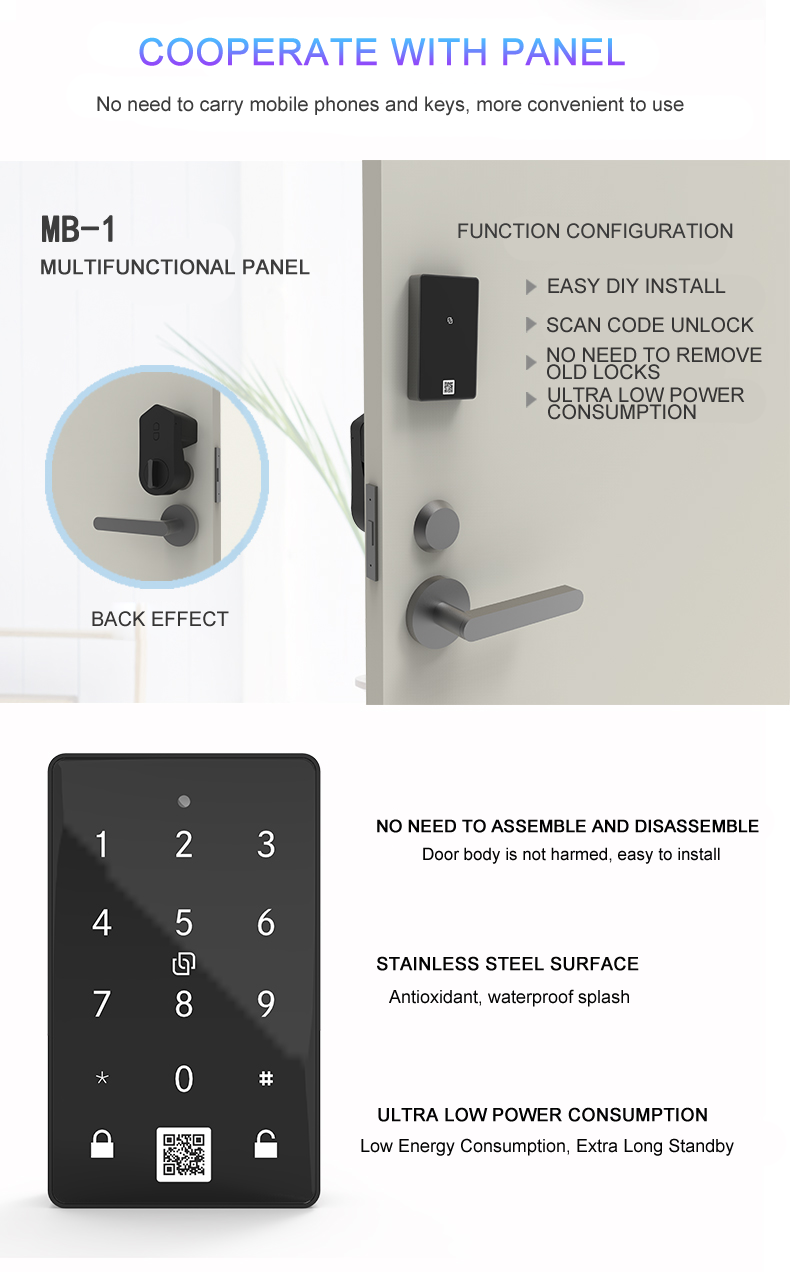 COOPERATE WITH PANEL
No need to carry mobile phones and keys, more convenient to use
MB-1
MULTIFUNCTIONAL PANEL
FUNCTION CONFIGURATION
EASY DIY INSTALL
SCAN CODE UNLOCK
NO NEED TO REMOVE
OLD LOCKS
ULTRA LOW POWER
CONSUMPTION
BACK EFFECT
1 2 3
4 5 6
7 8 9
* 0 #
NO NEED TO ASSEMBLE AND DISASSEMBLE
Door body is not harmed, easy to install
STAINLESS STEEL SURFACE
Antioxidant, waterproof splash
ULTRA LOW POWER CONSUMPTION
Low Energy Consumption, Extra Long Standby